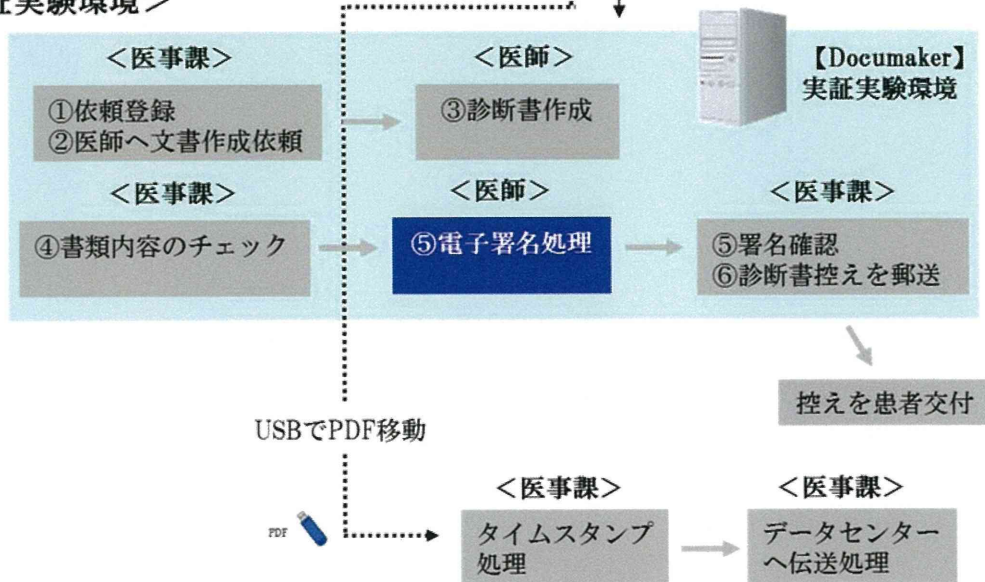 証実験環境＞
＜医事課＞
①依頼登録
②医師へ文書作成依頼
＜医師＞
③診断書作成
【Documaker】
実証実験環境
＜医事課＞
④書類内容のチェック
＜医師＞
⑤電子署名処理
＜医事課＞
⑤署名確認
⑥診断書控えを郵送
控えを患者交付
USBでPDF移動
PDF
＜医事課＞
タイムスタンプ
処理
＜医事課＞
データセンター
へ伝送処理